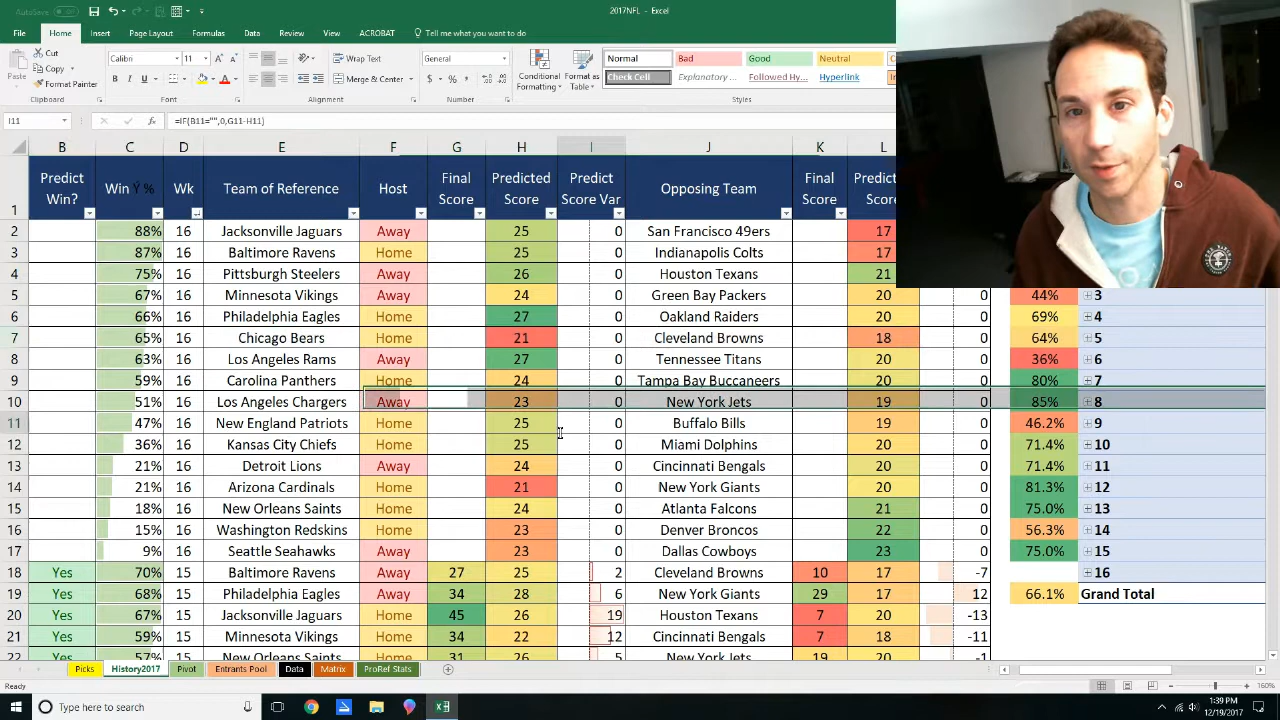 AutoSave 2017NFL - Excel
File Home Insert Page Layout Formulas Data Review View ACROBAT Tell me what you want to do
Cut Calibri 11 Wrap Text General Normal Bad Good Neutral
Copy
Format Painter Merge & Center $ % Conditional Formatting Format as Table Check Cell Explanatory ... Followed Hy... Hyperlink
Clipboard Font Alignment Number Styles
I11 =IF(B11="",0,G11-H11)
B C D E F G H I J K L
1 Predict Win? Win % Wk Team of Reference Host Final Score Predicted Score Predict Score Var Opposing Team Final Score
2 88% 16 Jacksonville Jaguars Away 25 0 San Francisco 49ers 17
3 87% 16 Baltimore Ravens Home 25 0 Indianapolis Colts 17
4 75% 16 Pittsburgh Steelers Away 26 0 Houston Texans 21
5 67% 16 Minnesota Vikings Away 24 0 Green Bay Packers 20 0 44% 3
6 66% 16 Philadelphia Eagles Home 27 0 Oakland Raiders 20 0 69% 4
7 65% 16 Chicago Bears Home 21 0 Cleveland Browns 18 0 64% 5
8 63% 16 Los Angeles Rams Away 27 0 Tennessee Titans 20 0 36% 6
9 59% 16 Carolina Panthers Home 24 0 Tampa Bay Buccaneers 20 0 80% 7
10 51% 16 Los Angeles Chargers Away 23 0 New York Jets 19 0 85% 8
11 47% 16 New England Patriots Home 25 0 Buffalo Bills 19 0 46.2% 9
12 36% 16 Kansas City Chiefs Home 25 0 Miami Dolphins 20 0 71.4% 10
13 21% 16 Detroit Lions Away 24 0 Cincinnati Bengals 20 0 71.4% 11
14 21% 16 Arizona Cardinals Home 21 0 New York Giants 20 0 81.3% 12
15 18% 16 New Orleans Saints Home 24 0 Atlanta Falcons 21 0 75.0% 13
16 15% 16 Washington Redskins Home 23 0 Denver Broncos 22 0 56.3% 14
17 9% 16 Seattle Seahawks Away 23 0 Dallas Cowboys 23 0 75.0% 15
18 Yes 70% 15 Baltimore Ravens Away 27 25 2 Cleveland Browns 10 17 -7 16
19 Yes 68% 15 Philadelphia Eagles Away 34 28 6 New York Giants 29 17 12 66.1% Grand Total
20 Yes 67% 15 Jacksonville Jaguars Home 45 26 19 Houston Texans 7 20 -13
21 Yes 59% 15 Minnesota Vikings Home 34 22 12 Cincinnati Bengals 7 18 -11
22 Yes 57% 15 New Orleans Saints Home 31 26 5 New York Jets 19 20 -1
Picks History2017 Pivot Entrants Pool Data Matrix ProRef Stats
Ready 160%
Type here to search 1:39 PM
12/19/2017